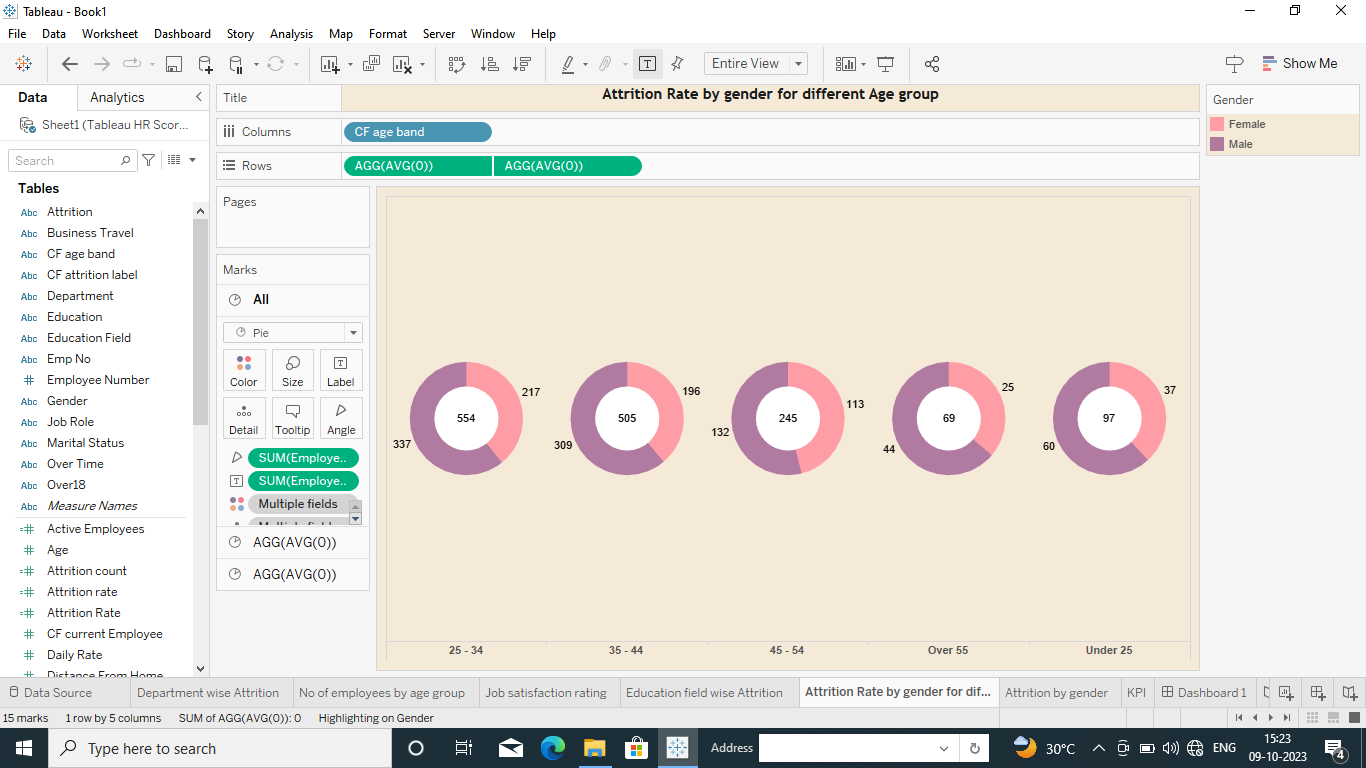 Tableau - Book1
File Data Worksheet Dashboard Story Analysis Map Format Server Window Help
Entire View
Show Me
Data Analytics
Sheet1 (Tableau HR Scor...
Search
Tables
Abc Attrition
Abc Business Travel
Abc CF age band
Abc CF attrition label
Abc Department
Abc Education
Abc Education Field
Abc Emp No
# Employee Number
Abc Gender
Abc Job Role
Abc Marital Status
Abc Over Time
Abc Over18
Abc Measure Names
=# Active Employees
# Age
=# Attrition count
=# Attrition rate
=# Attrition Rate
# CF current Employee
# Daily Rate
# Distance From Home
Title
Attrition Rate by gender for different Age group
Columns
CF age band
Rows
AGG(AVG(0)) AGG(AVG(0))
Pages
Marks
All
Pie
Color Size Label
Detail Tooltip Angle
SUM(Employe..
SUM(Employe..
Multiple fields
Multiple fields
AGG(AVG(0))
AGG(AVG(0))
217
554
337
196
505
309
113
245
132
25
69
44
37
97
60
25 - 34 35 - 44 45 - 54 Over 55 Under 25
Gender
Female
Male
Data Source Department wise Attrition No of employees by age group Job satisfaction rating Education field wise Attrition Attrition Rate by gender for dif... Attrition by gender KPI Dashboard 1
15 marks 1 row by 5 columns SUM of AGG(AVG(0)): 0 Highlighting on Gender
Type here to search
Address
30°C
ENG
15:23
09-10-2023
4